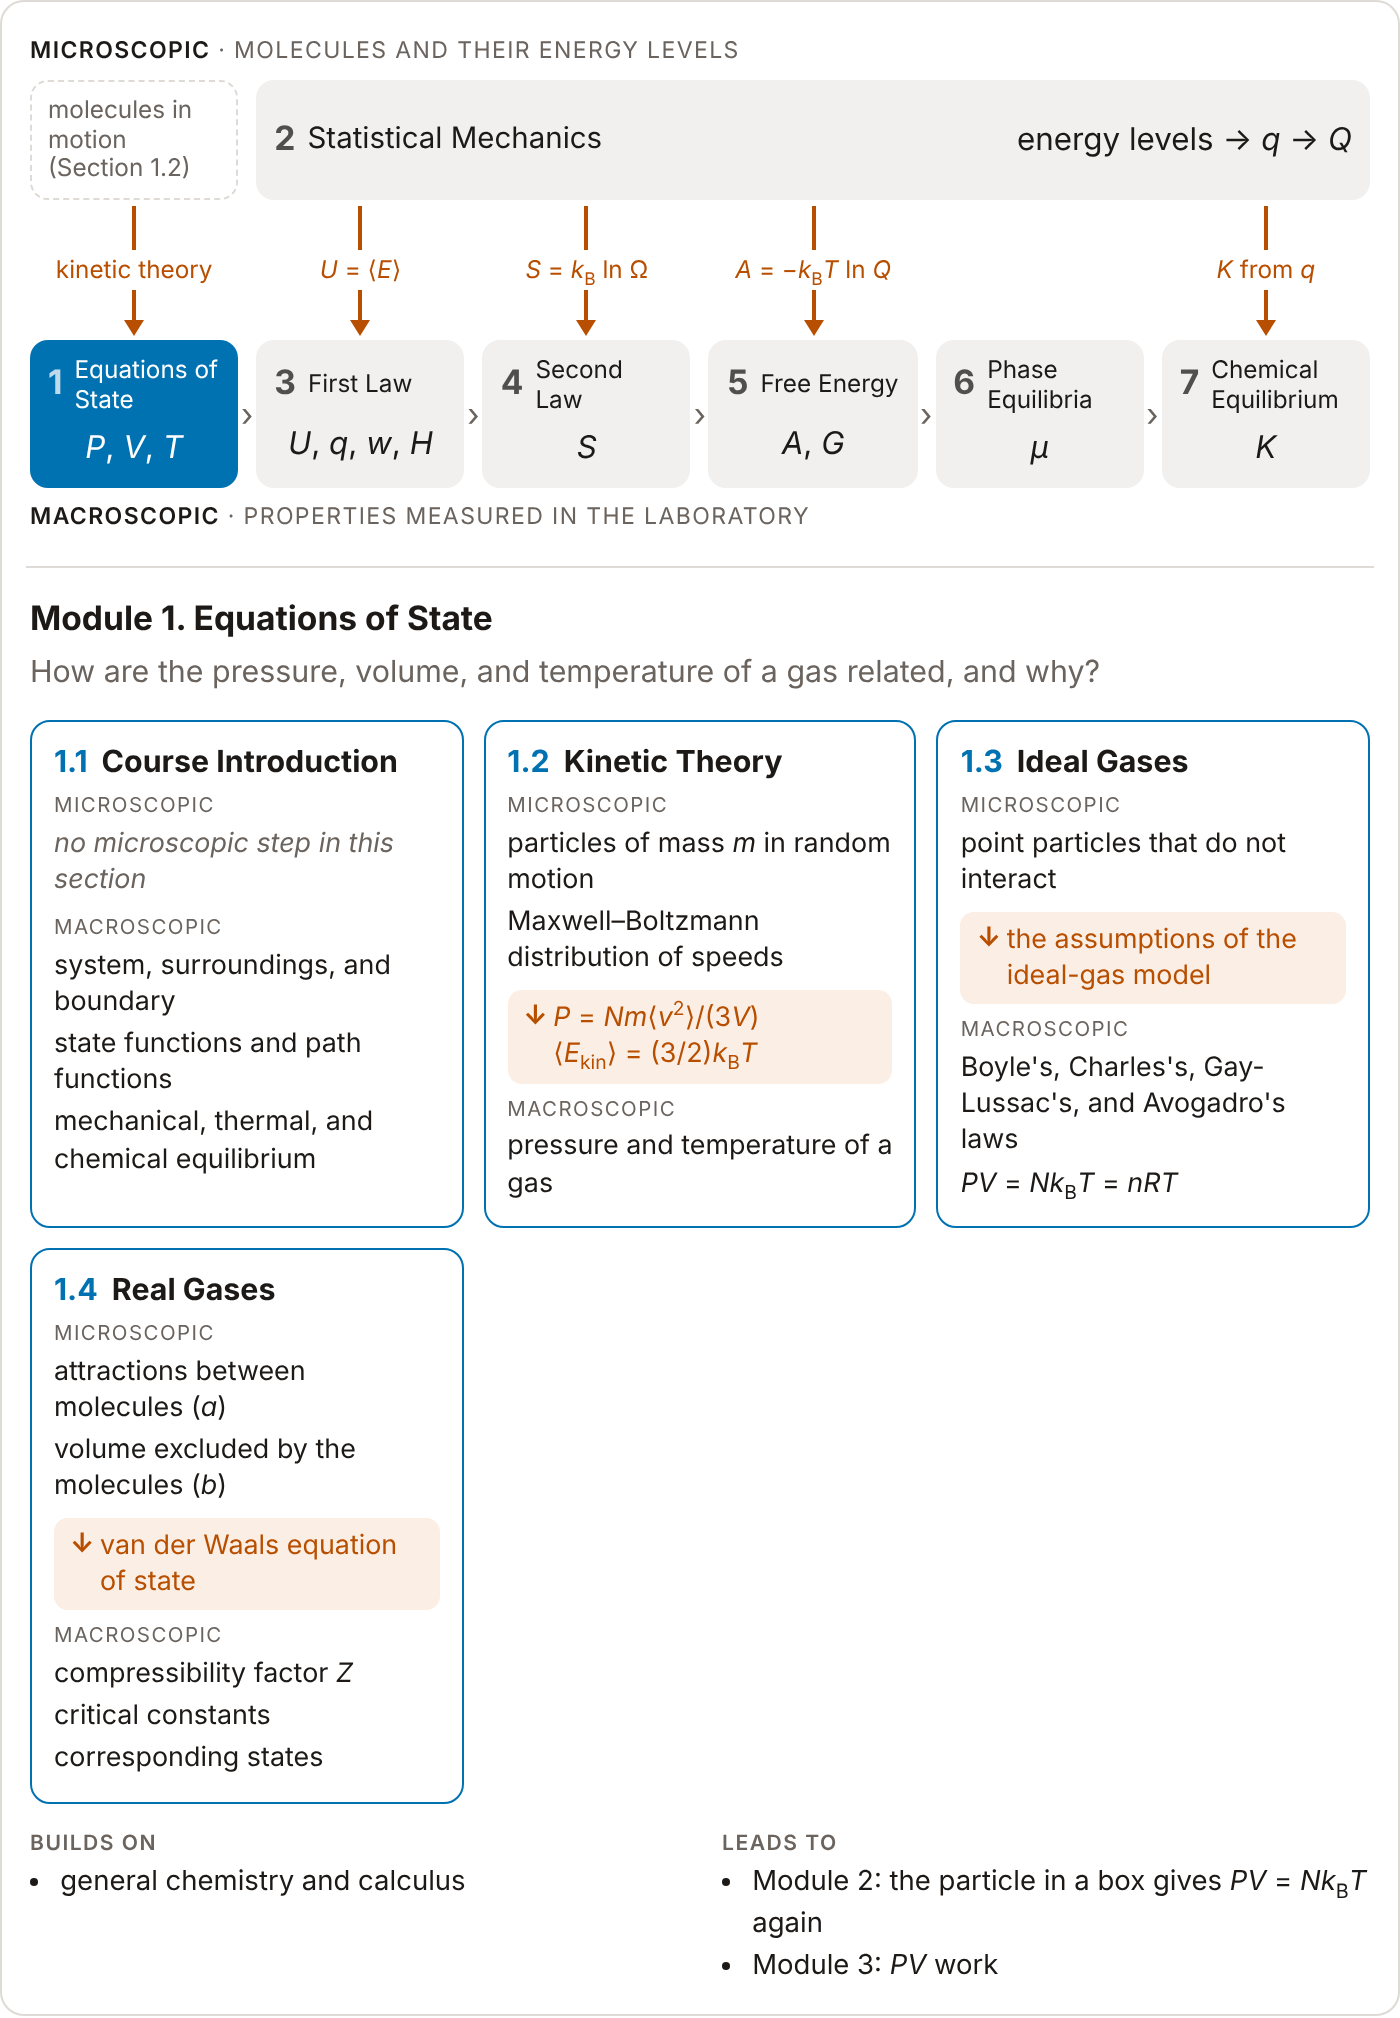 MICROSCOPIC · MOLECULES AND THEIR ENERGY LEVELS
molecules in
motion
(Section 1.2)
2 Statistical Mechanics
energy levels → q → Q
kinetic theory
U = ⟨E⟩
S = k_B ln Ω
A = −k_BT ln Q
K from q
1 Equations of
State
P, V, T
›
3 First Law
U, q, w, H
›
4 Second
Law
S
›
5 Free Energy
A, G
›
6 Phase
Equilibria
μ
›
7 Chemical
Equilibrium
K
MACROSCOPIC · PROPERTIES MEASURED IN THE LABORATORY
Module 1. Equations of State
How are the pressure, volume, and temperature of a gas related, and why?
1.1 Course Introduction
MICROSCOPIC
no microscopic step in this
section
MACROSCOPIC
system, surroundings, and
boundary
state functions and path
functions
mechanical, thermal, and
chemical equilibrium
1.2 Kinetic Theory
MICROSCOPIC
particles of mass m in random
motion
Maxwell–Boltzmann
distribution of speeds
↓ P = Nm⟨v²⟩/(3V)
⟨E_kin⟩ = (3/2)k_BT
MACROSCOPIC
pressure and temperature of a
gas
1.3 Ideal Gases
MICROSCOPIC
point particles that do not
interact
↓ the assumptions of the
ideal-gas model
MACROSCOPIC
Boyle's, Charles's, Gay-
Lussac's, and Avogadro's
laws
PV = Nk_BT = nRT
1.4 Real Gases
MICROSCOPIC
attractions between
molecules (a)
volume excluded by the
molecules (b)
↓ van der Waals equation
of state
MACROSCOPIC
compressibility factor Z
critical constants
corresponding states
BUILDS ON
• general chemistry and calculus
LEADS TO
• Module 2: the particle in a box gives PV = Nk_BT
again
• Module 3: PV work